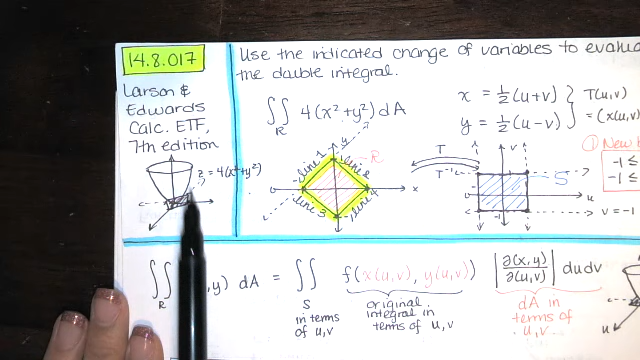 14.8.017
Larson &
Edwards
Calc. ETF,
7th edition
z = 4(x²+y²)
Use the indicated change of variables to evalua
the double integral.
∬ 4(x²+y²) dA
R
x = ½(u+v)
y = ½(u-v)
T(u,v)
= (x(u,v)
① New
-1 ≤
-1 ≤
line 1
line 2
line 3
line 4
y
R
x
T
T⁻¹
v
S
u
-1
v = -1
∬ , y) dA = ∬ f(x(u,v), y(u,v)) |∂(x,y)/∂(u,v)| dudv
R
S
in terms
of u,v
original
integral in
terms of u,v
dA in
terms of
u,v